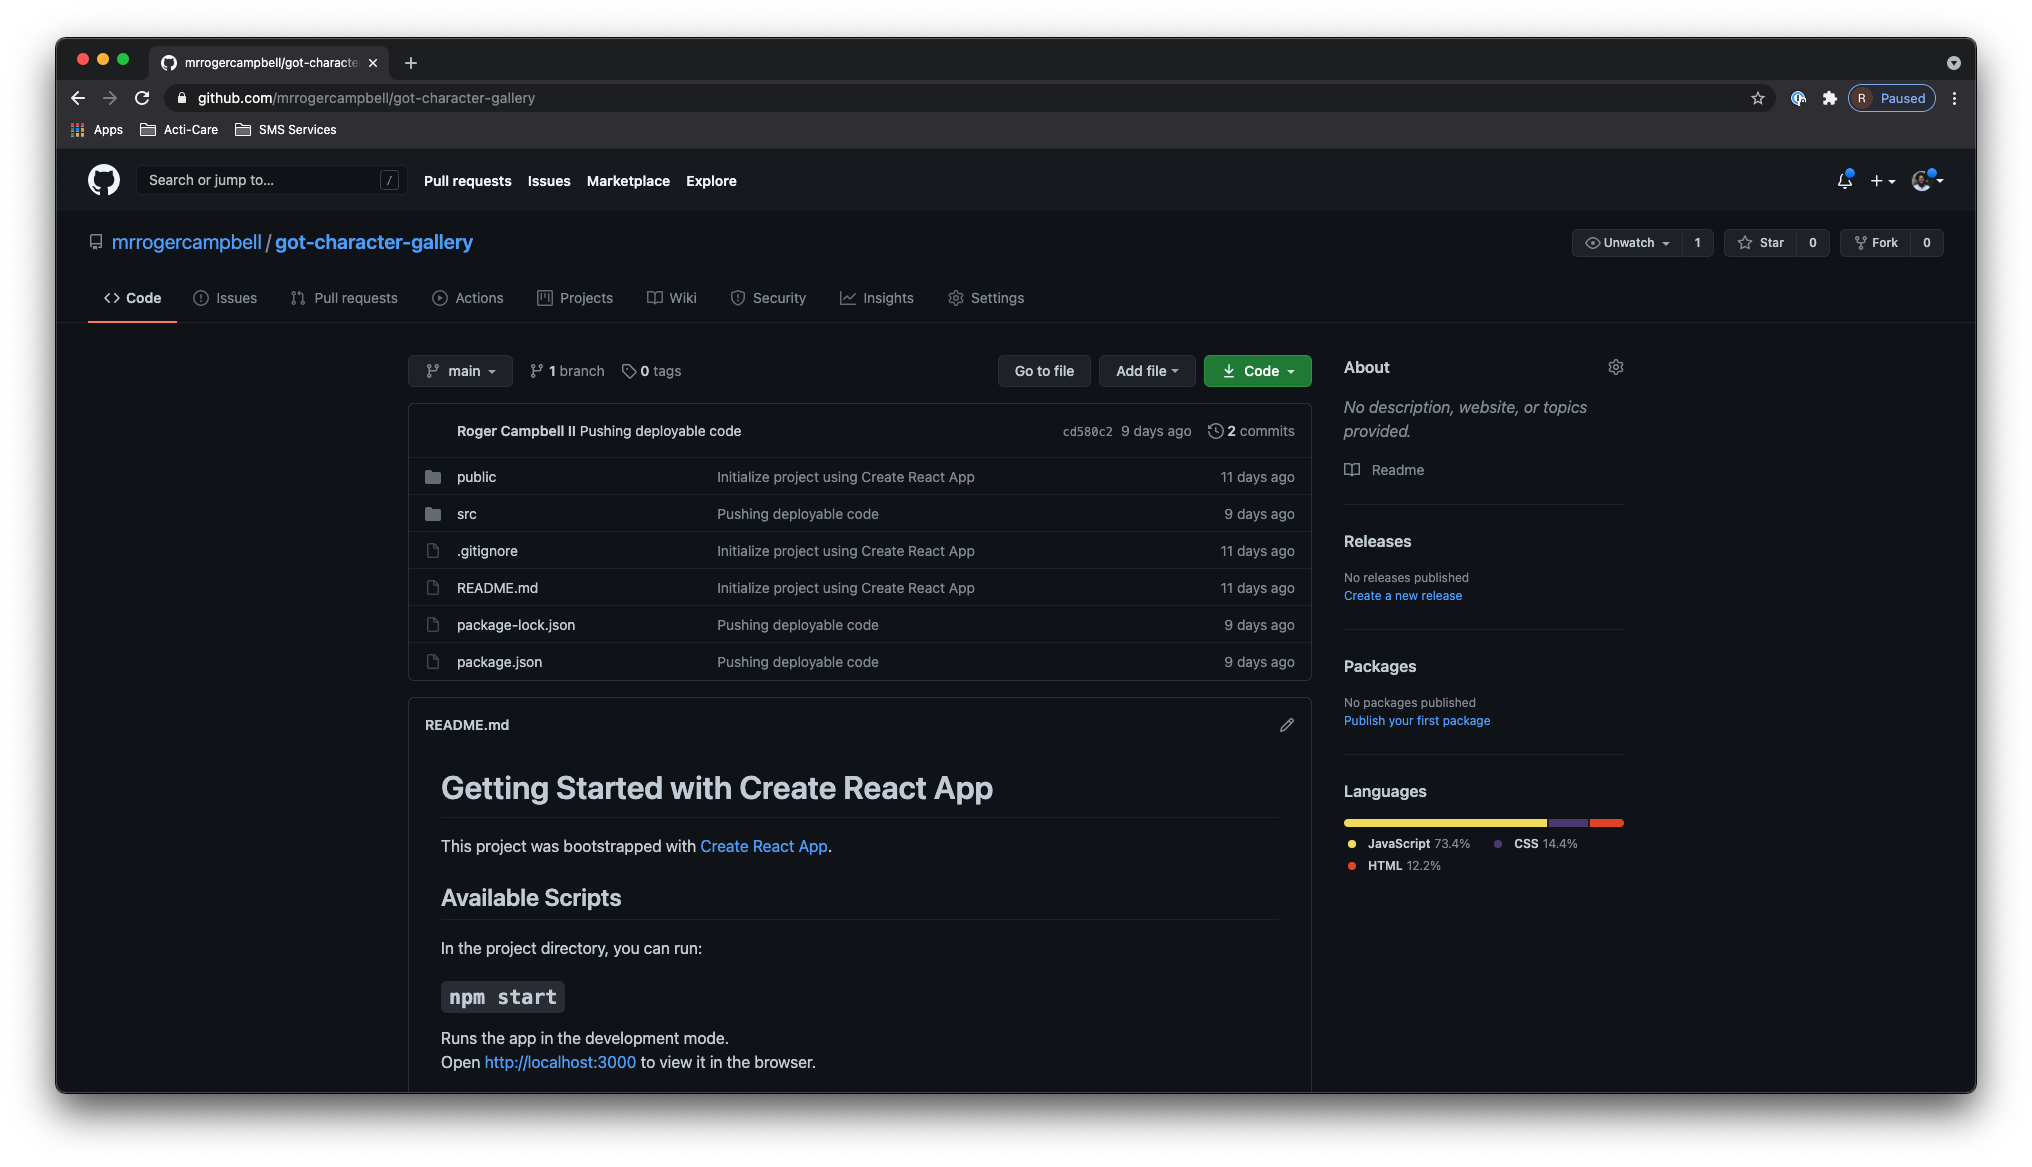 mrrogercampbell/got-characte
github.com/mrrogercampbell/got-character-gallery
R Paused
Apps Acti-Care SMS Services
Search or jump to... /
Pull requests Issues Marketplace Explore
mrrogercampbell / got-character-gallery
Unwatch 1 Star 0 Fork 0
Code Issues Pull requests Actions Projects Wiki Security Insights Settings
main 1 branch 0 tags
Go to file Add file Code
Roger Campbell II Pushing deployable code cd580c2 9 days ago 2 commits
public Initialize project using Create React App 11 days ago
src Pushing deployable code 9 days ago
.gitignore Initialize project using Create React App 11 days ago
README.md Initialize project using Create React App 11 days ago
package-lock.json Pushing deployable code 9 days ago
package.json Pushing deployable code 9 days ago
README.md
Getting Started with Create React App
This project was bootstrapped with Create React App.
Available Scripts
In the project directory, you can run:
npm start
Runs the app in the development mode.
Open http://localhost:3000 to view it in the browser.
About
No description, website, or topics
provided.
Readme
Releases
No releases published
Create a new release
Packages
No packages published
Publish your first package
Languages
JavaScript 73.4% CSS 14.4%
HTML 12.2%